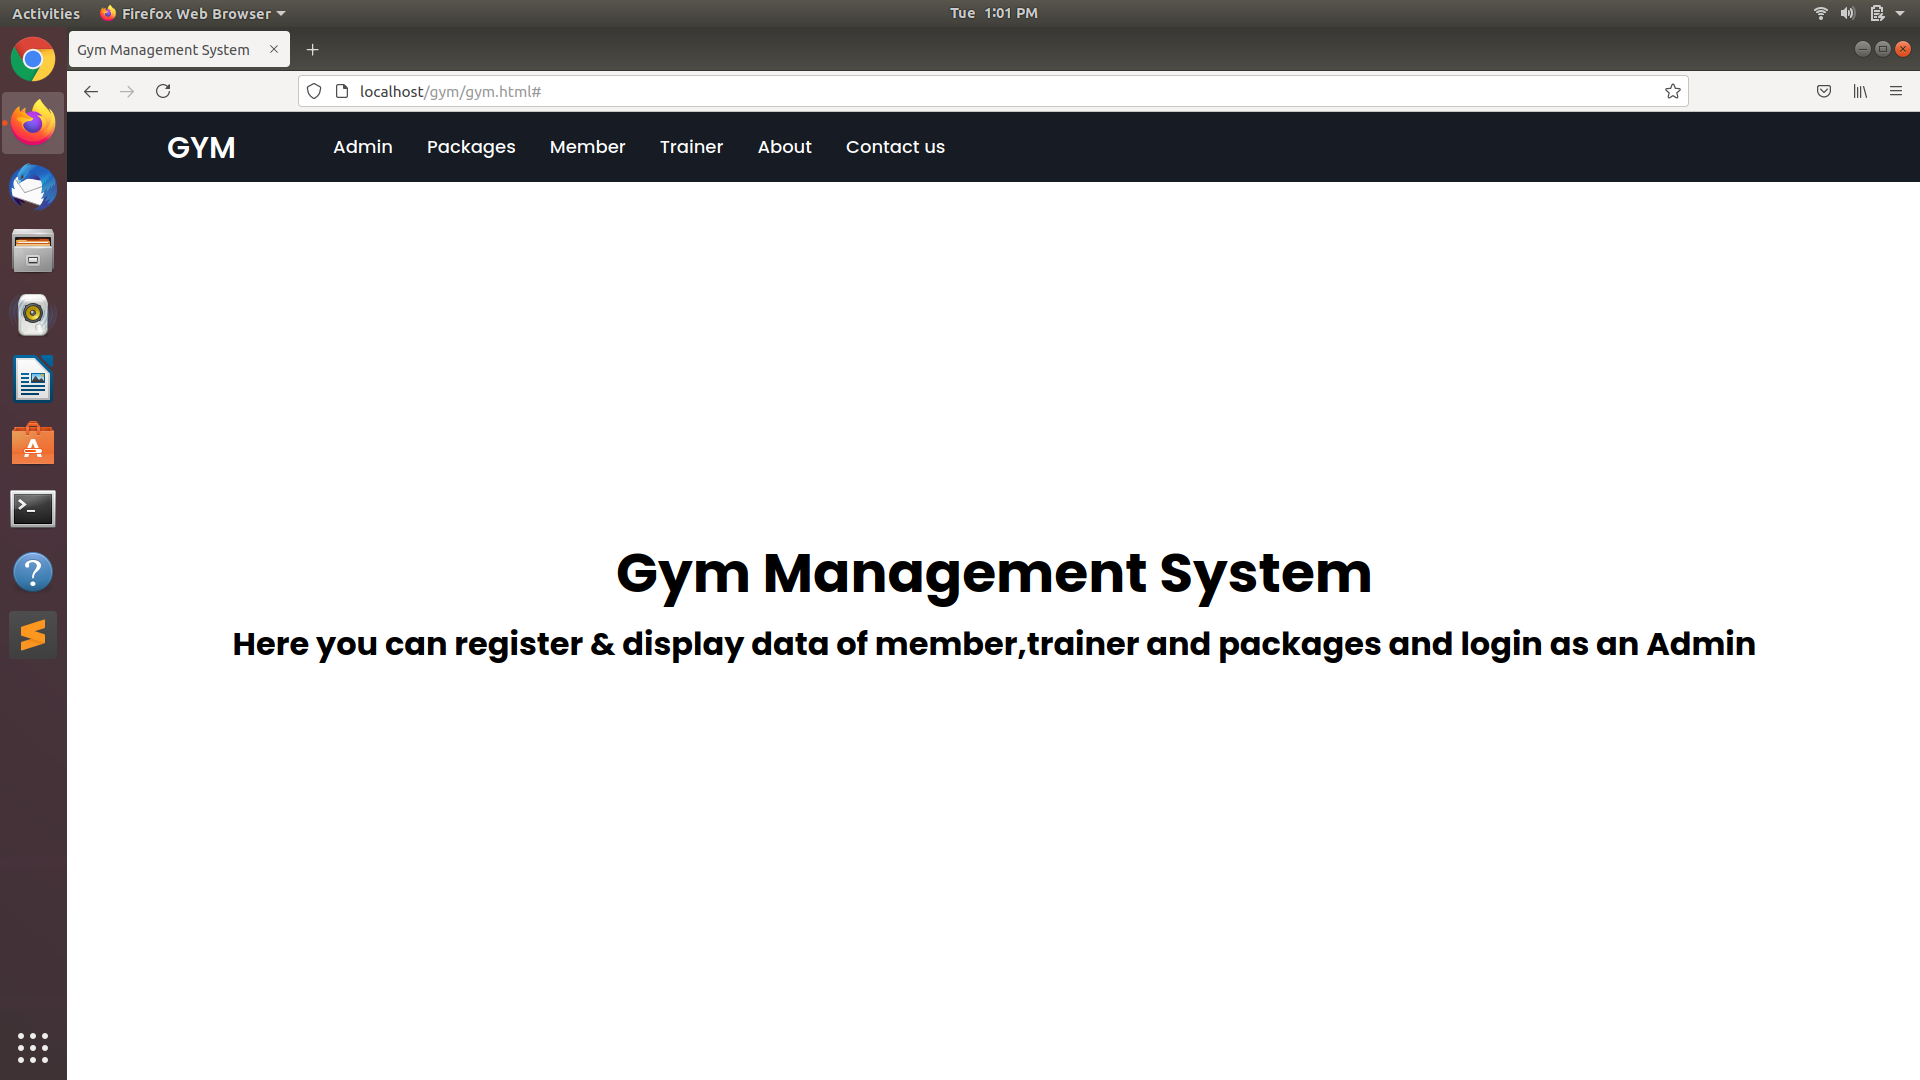 Activities Firefox Web Browser Tue 1:01 PM
Gym Management System
localhost/gym/gym.html#
GYM Admin Packages Member Trainer About Contact us
Gym Management System
Here you can register & display data of member,trainer and packages and login as an Admin